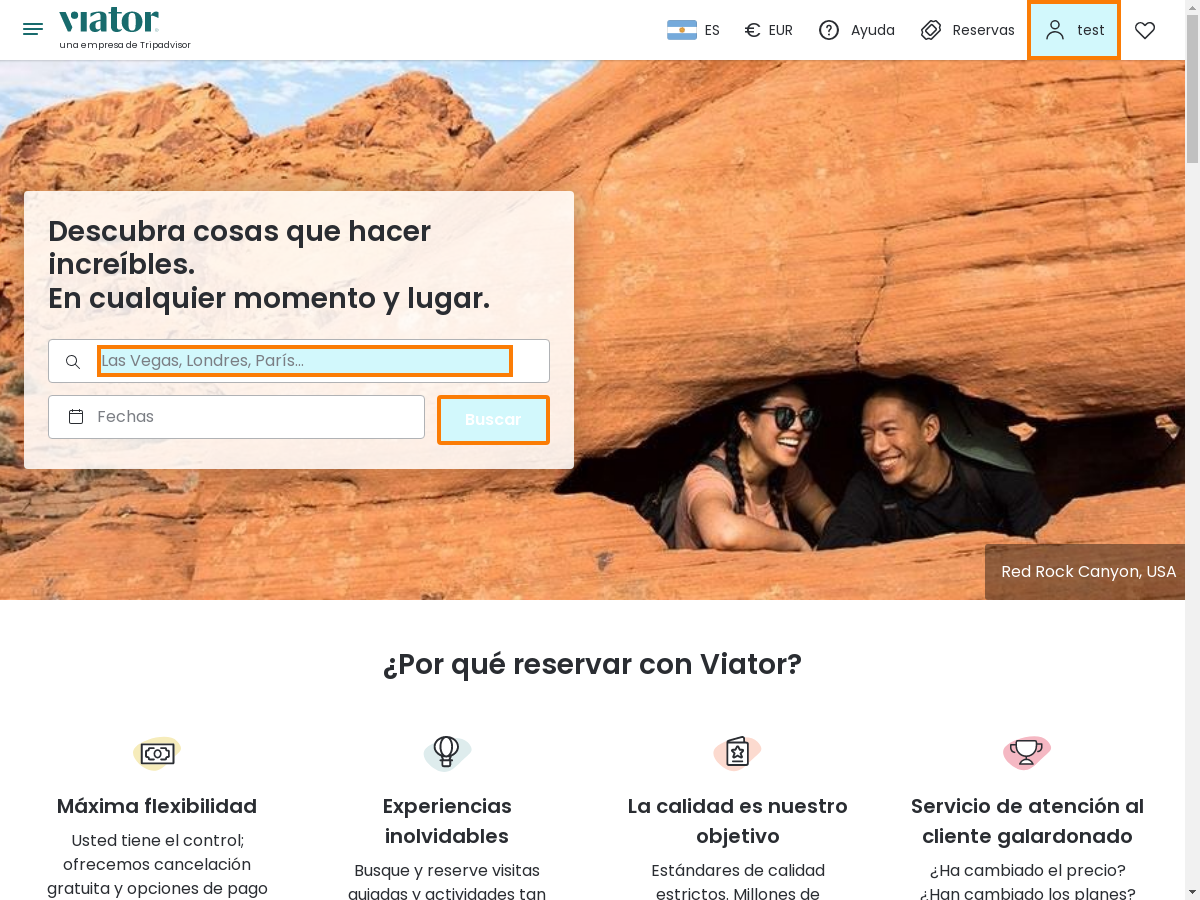 viator
una empresa de Tripadvisor
ES
EUR
Ayuda
Reservas
test
Descubra cosas que hacer
increíbles.
En cualquier momento y lugar.
Las Vegas, Londres, París...
Fechas
Buscar
Red Rock Canyon, USA
¿Por qué reservar con Viator?
Máxima flexibilidad
Usted tiene el control;
ofrecemos cancelación
gratuita y opciones de pago
Experiencias
inolvidables
Busque y reserve visitas
guiadas y actividades tan
La calidad es nuestro
objetivo
Estándares de calidad
estrictos. Millones de
Servicio de atención al
cliente galardonado
¿Ha cambiado el precio?
¿Han cambiado los planes?